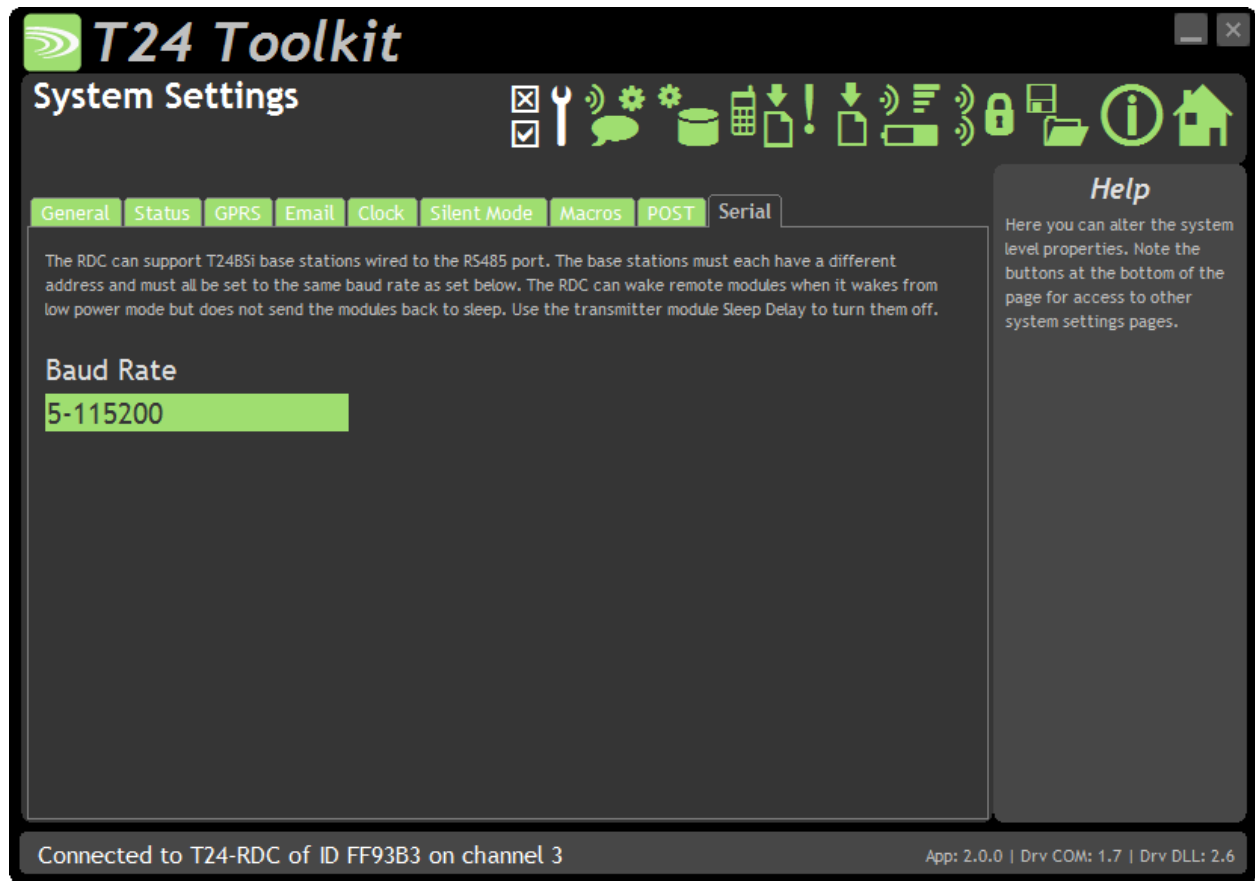 T24 Toolkit
System Settings
General Status GPRS Email Clock Silent Mode Macros POST Serial
The RDC can support T24BSi base stations wired to the RS485 port. The base stations must each have a different
address and must all be set to the same baud rate as set below. The RDC can wake remote modules when it wakes from
low power mode but does not send the modules back to sleep. Use the transmitter module Sleep Delay to turn them off.
Baud Rate
5-115200
Help
Here you can alter the system
level properties. Note the
buttons at the bottom of the
page for access to other
system settings pages.
Connected to T24-RDC of ID FF93B3 on channel 3
App: 2.0.0 | Drv COM: 1.7 | Drv DLL: 2.6